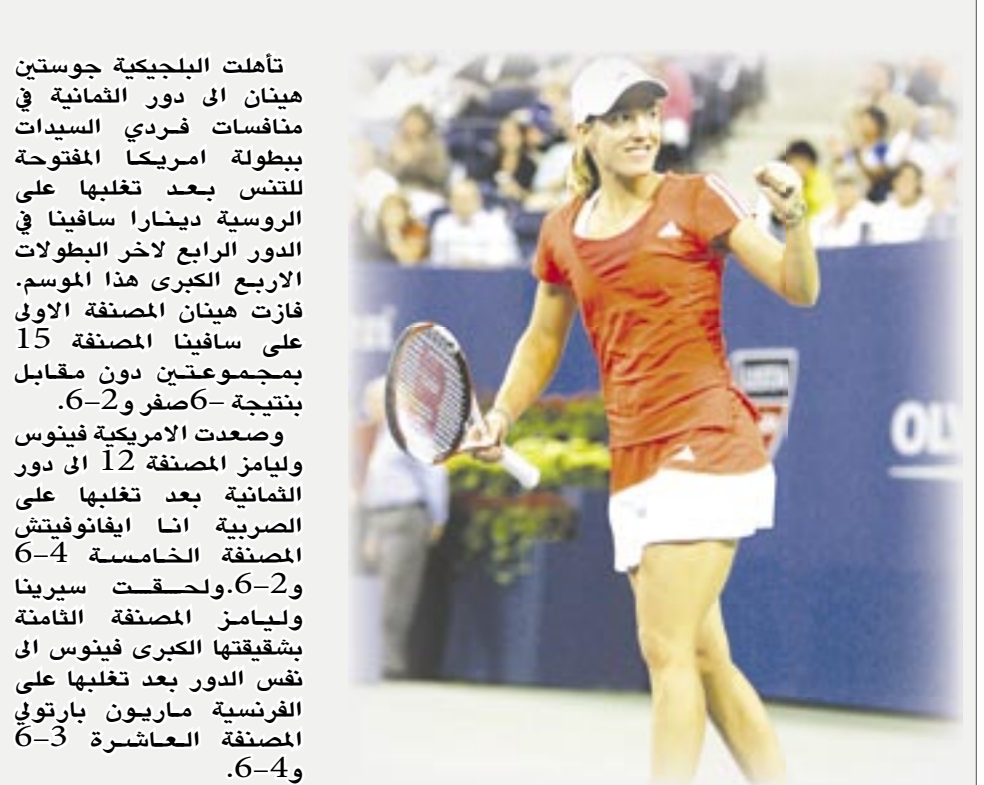 تأهلت البلجيكية جوستين
هينان الى دور الثمانية في
منافسات فردي السيدات
ببطولة امريكا المفتوحة
للتنس بعد تغلبها على
الروسية دينارا سافينا في
الدور الرابع لاخر البطولات
الاربع الكبرى هذا الموسم.
فازت هينان المصنفة الاولى
على سافينا المصنفة 15
بمجموعتين دون مقابل
بنتيجة –6صفر و2–6.
وصعدت الامريكية فينوس
وليامز المصنفة 12 الى دور
الثمانية بعد تغلبها على
الصربية انا ايفانوفيتش
المصنفة الخامسة 4–6
و2–6.ولحقت سيرينا
وليامز المصنفة الثامنة
بشقيقتها الكبرى فينوس الى
نفس الدور بعد تغلبها على
الفرنسية ماريون بارتولي
المصنفة العاشرة 3–6
و4–6.
OL